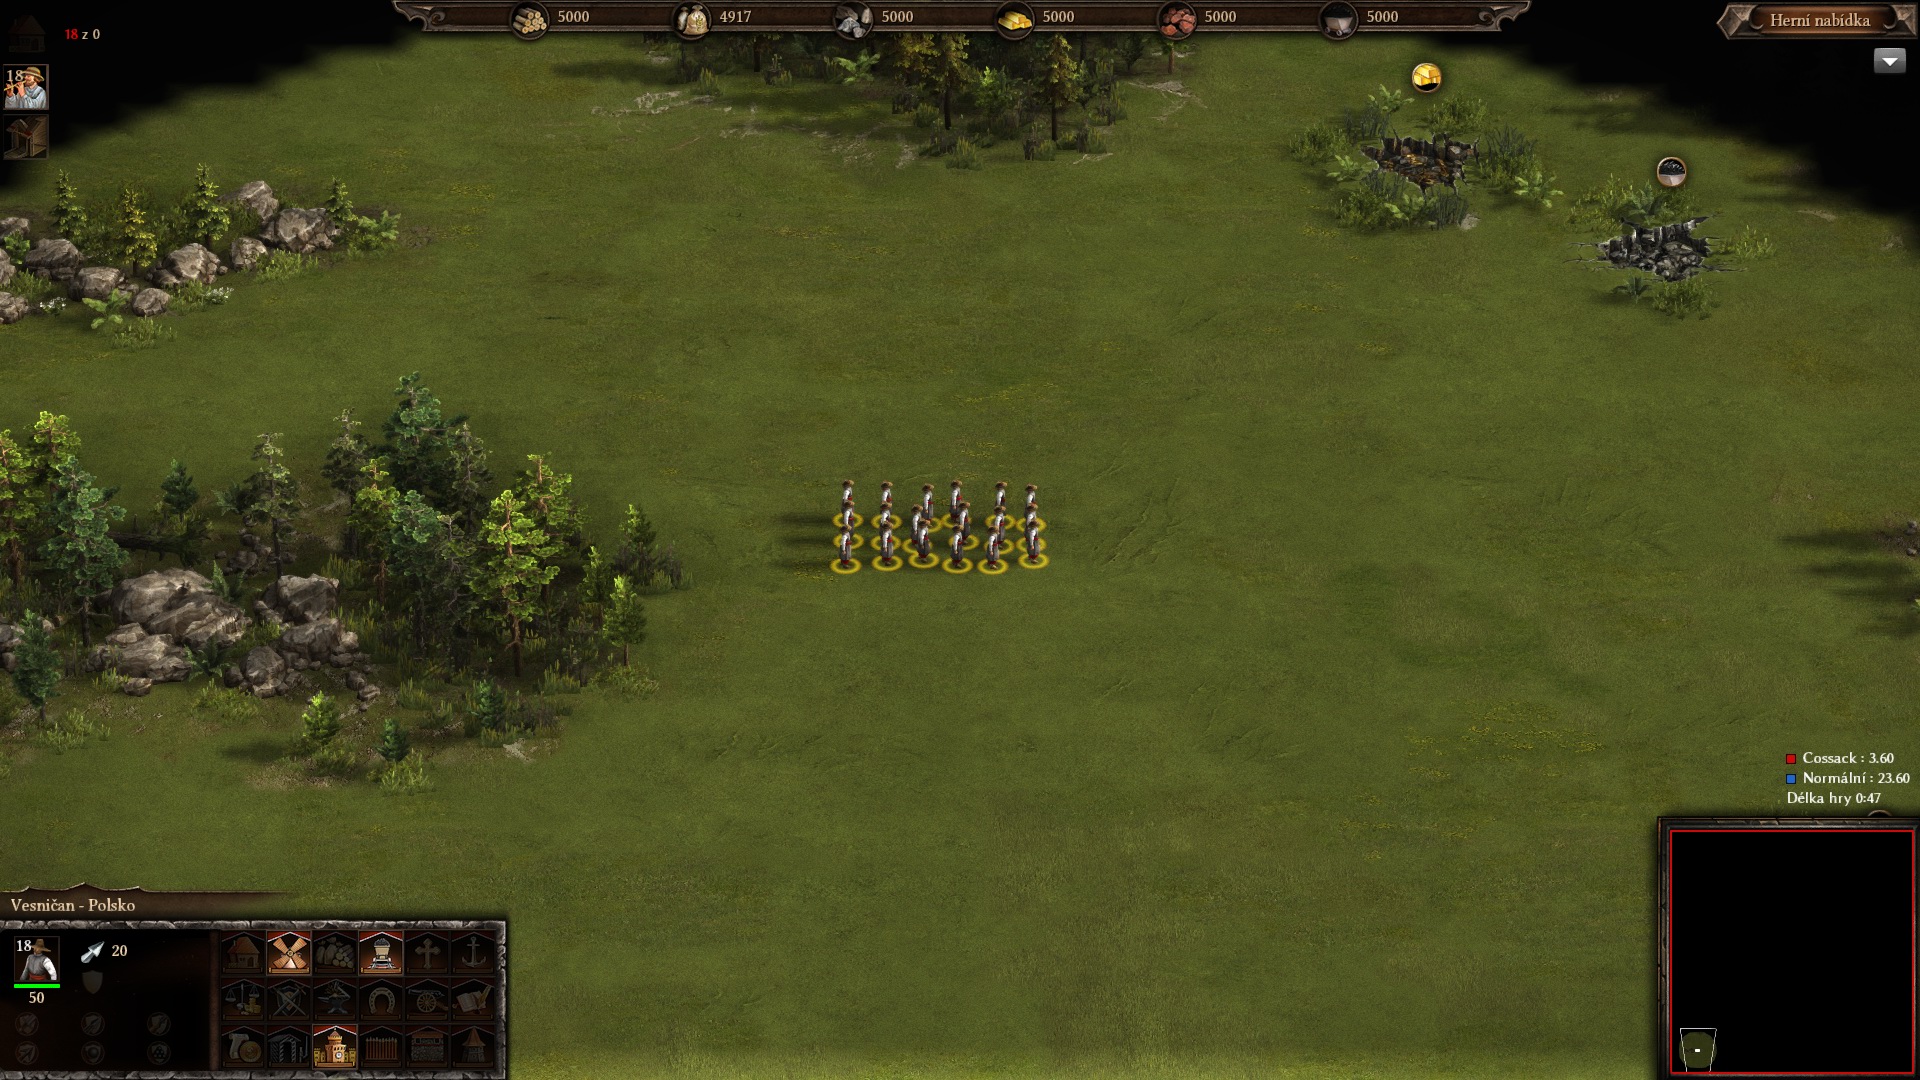 5000 4917 5000 5000 5000 5000
Herní nabídka
18 z 0
18
Cossack : 3.60
Normální : 23.60
Délka hry 0:47
Vesničan - Polsko
18 20
50